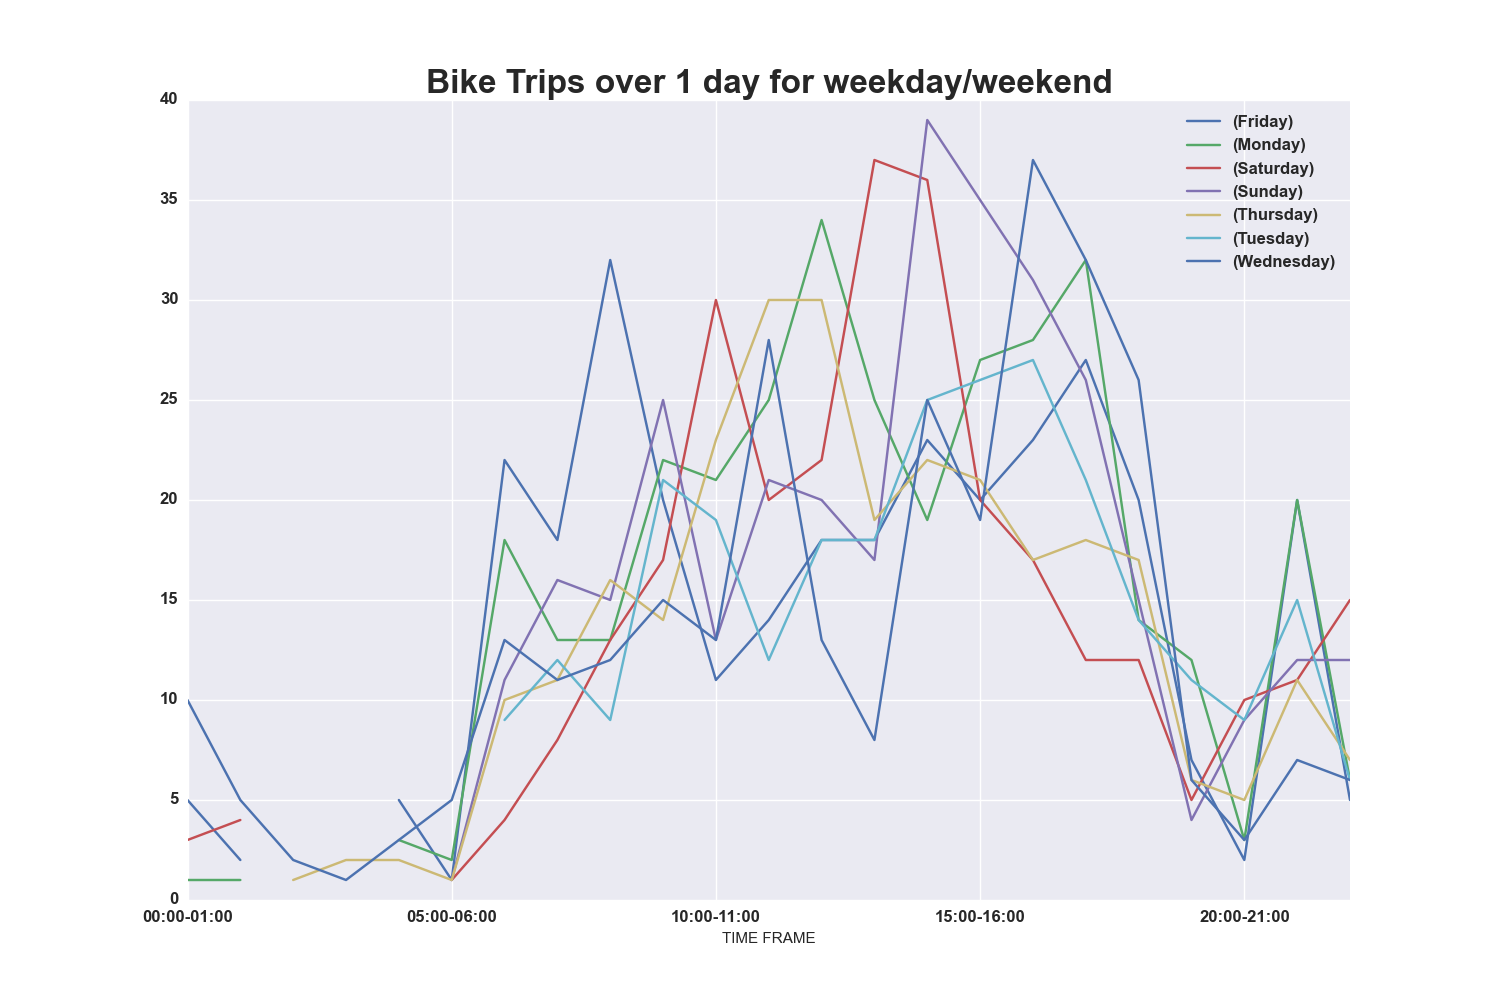 Bike Trips over 1 day for weekday/weekend
40
35
30
25
20
15
10
5
0
(Friday)
(Monday)
(Saturday)
(Sunday)
(Thursday)
(Tuesday)
(Wednesday)
00:00-01:00 05:00-06:00 10:00-11:00 15:00-16:00 20:00-21:00
TIME FRAME